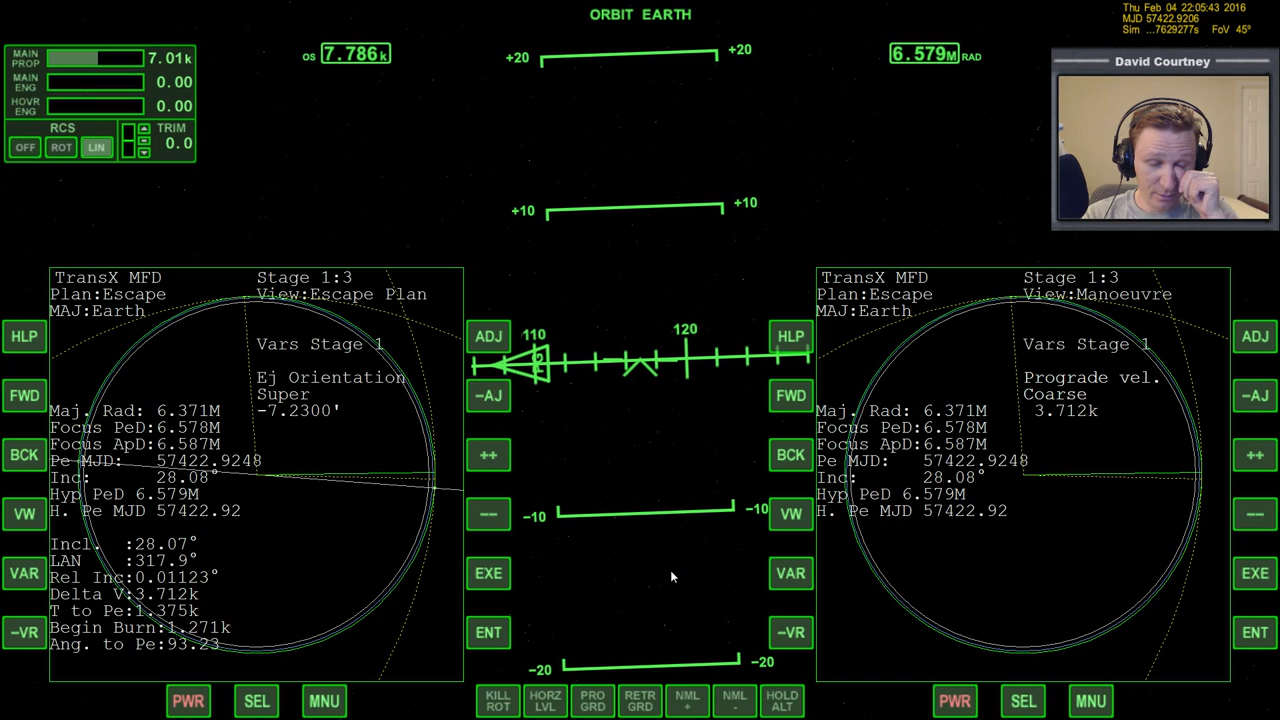 ORBIT EARTH
Thu Feb 04 22:05:43 2016
MJD 57422.9206
Sim ...7629277s FoV 45°
MAIN PROP 7.01k
MAIN ENG 0.00
HOVR ENG 0.00
RCS TRIM
OFF ROT LIN 0.0
OS 7.786k
6.579M RAD
David Courtney
+20 +20
+10 +10
110 120
-10 -10
-20 -20
TransX MFD Stage 1:3
Plan:Escape View:Escape Plan
MAJ:Earth
Vars Stage 1
Ej Orientation
Super
-7.2300'
Maj. Rad: 6.371M
Focus PeD:6.578M
Focus ApD:6.587M
Pe MJD: 57422.9248
Inc: 28.08°
Hyp PeD 6.579M
H. Pe MJD 57422.92
Incl. :28.07°
LAN :317.9°
Rel Inc:0.01123°
Delta V:3.712k
T to Pe:1.375k
Begin Burn:1.271k
Ang. to Pe:93.23
HLP
FWD
BCK
VW
VAR
-VR
ADJ
-AJ
++
--
EXE
ENT
PWR SEL MNU
KILL ROT
HORZ LVL
PRO GRD
RETR GRD
NML +
NML -
HOLD ALT
TransX MFD Stage 1:3
Plan:Escape View:Manoeuvre
MAJ:Earth
Vars Stage 1
Prograde vel.
Coarse
3.712k
Maj. Rad: 6.371M
Focus PeD:6.578M
Focus ApD:6.587M
Pe MJD: 57422.9248
Inc: 28.08°
Hyp PeD 6.579M
H. Pe MJD 57422.92
HLP
FWD
BCK
VW
VAR
-VR
ADJ
-AJ
++
--
EXE
ENT
PWR SEL MNU